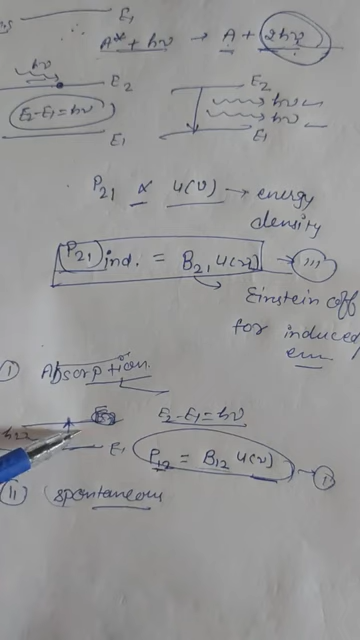 E₁
A* + hν → A + 2hν
hν
E₂
E₂-E₁=hν
E₁
E₂
hν
hν
E₁
P₂₁ ∝ u(ν) → energy
density
(P₂₁)ind. = B₂₁ u(ν) → (iii)
Einstein coff
for induced
em.
(i) Absorption.
E₂ E₂-E₁=hν
E₁ P₁₂ = B₁₂ u(ν) → (i)
(ii) spontaneous